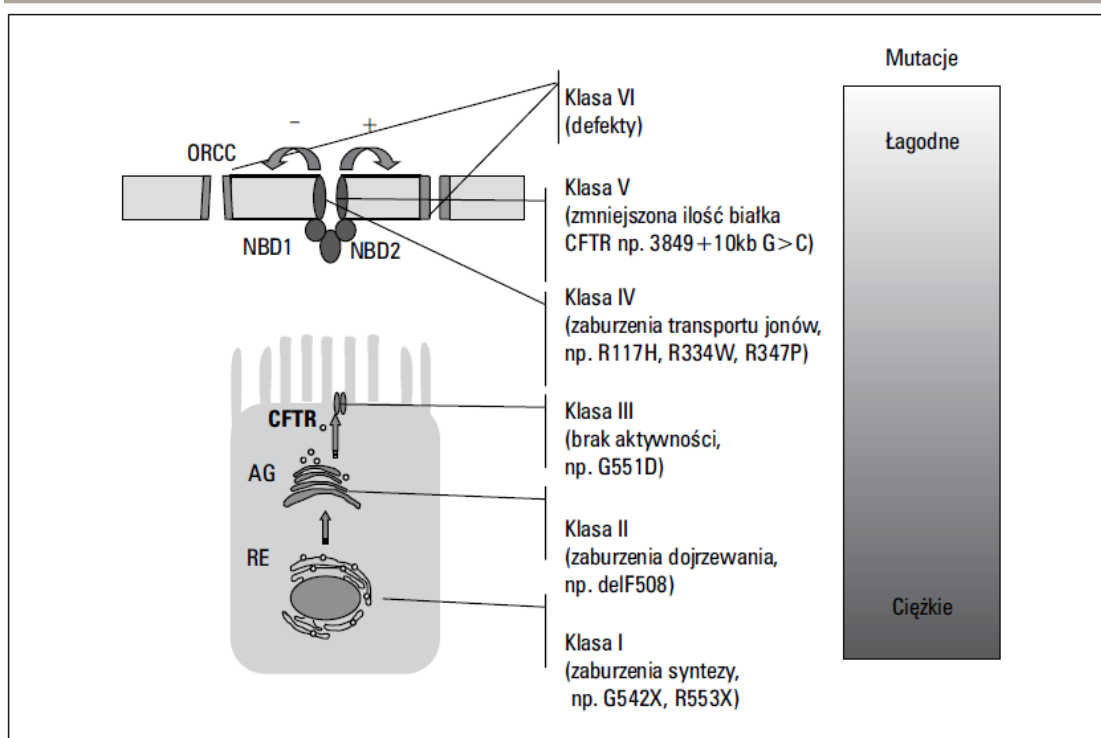 Mutacje
Łagodne
Ciężkie
Klasa VI
(defekty)
Klasa V
(zmniejszona ilość białka
CFTR np. 3849+10kb G>C)
Klasa IV
(zaburzenia transportu jonów,
np. R117H, R334W, R347P)
Klasa III
(brak aktywności,
np. G551D)
Klasa II
(zaburzenia dojrzewania,
np. delF508)
Klasa I
(zaburzenia syntezy,
np. G542X, R553X)
− +
ORCC
NBD1 NBD2
CFTR
AG
RE